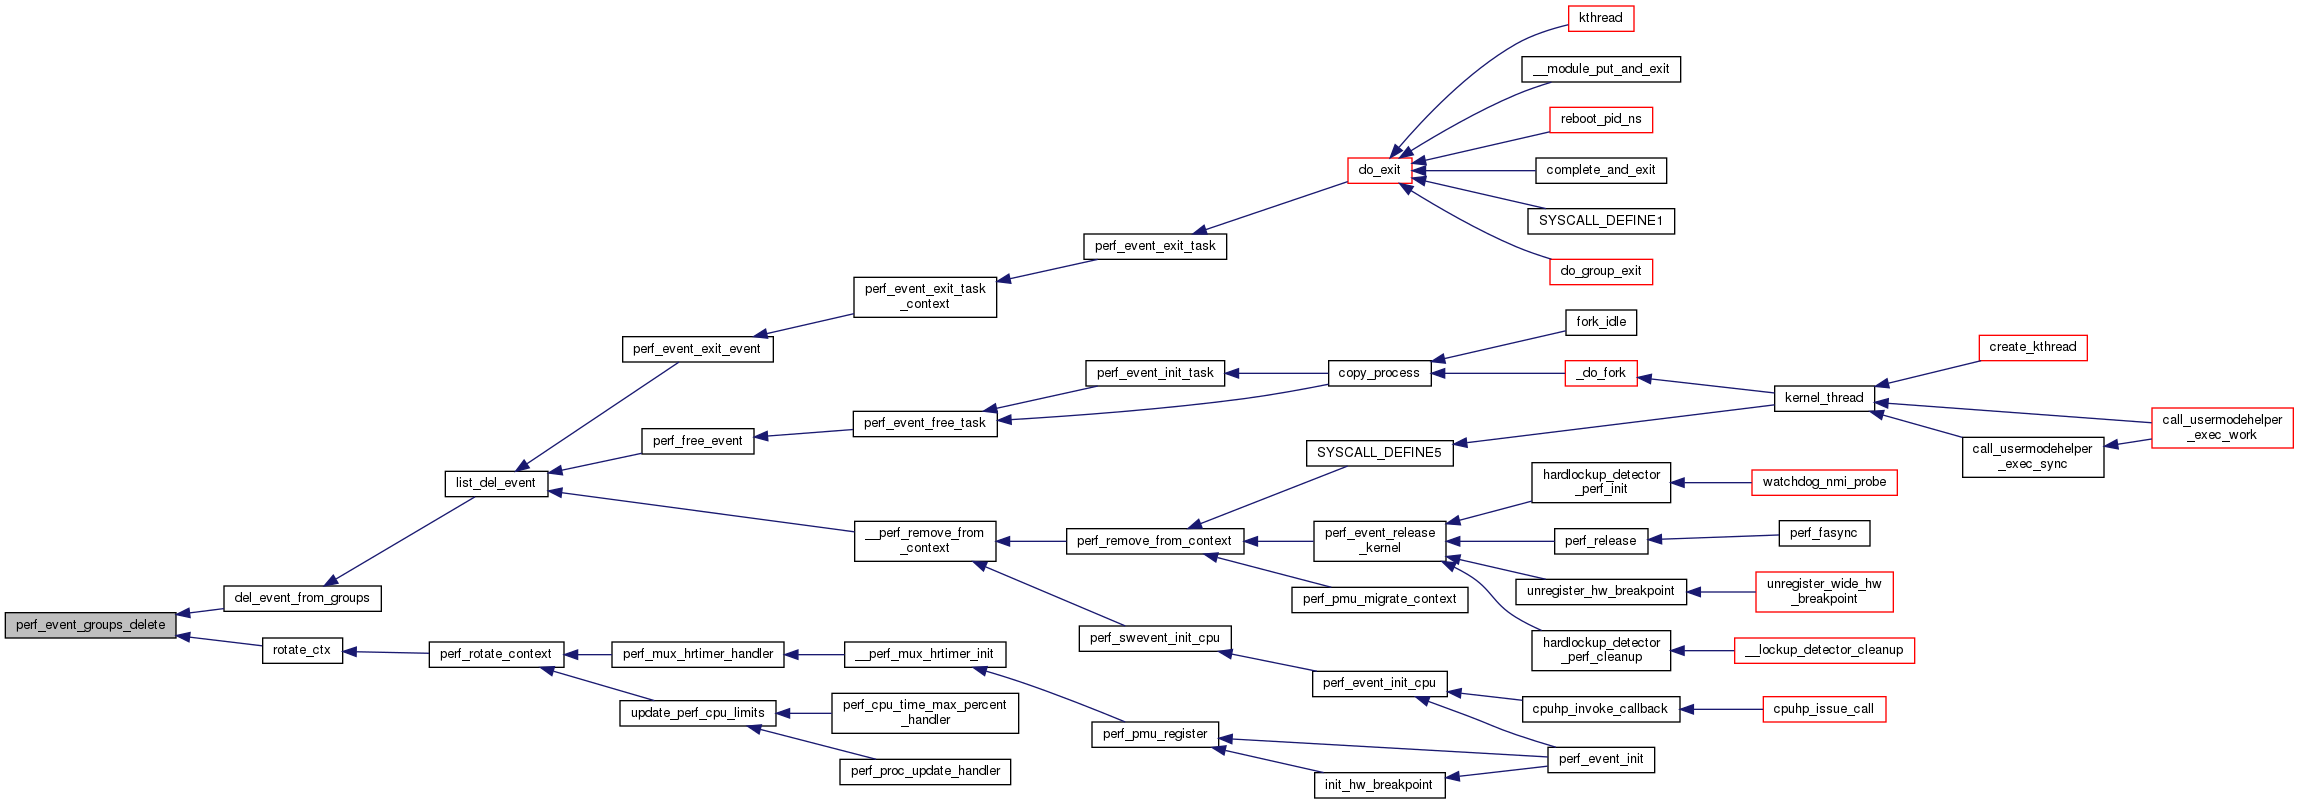 kthread
__module_put_and_exit
reboot_pid_ns
do_exit
complete_and_exit
SYSCALL_DEFINE1
perf_event_exit_task
do_group_exit
perf_event_exit_task
_context
fork_idle
perf_event_exit_event
create_kthread
perf_event_init_task
copy_process
_do_fork
kernel_thread
perf_event_free_task
call_usermodehelper
_exec_work
perf_free_event
SYSCALL_DEFINE5
call_usermodehelper
_exec_sync
list_del_event
hardlockup_detector
_perf_init
watchdog_nmi_probe
__perf_remove_from
_context
perf_remove_from_context
perf_event_release
_kernel
perf_release
perf_fasync
unregister_hw_breakpoint
unregister_wide_hw
_breakpoint
del_event_from_groups
perf_pmu_migrate_context
perf_event_groups_delete
perf_swevent_init_cpu
hardlockup_detector
_perf_cleanup
__lockup_detector_cleanup
rotate_ctx
perf_rotate_context
perf_mux_hrtimer_handler
__perf_mux_hrtimer_init
perf_event_init_cpu
cpuhp_invoke_callback
cpuhp_issue_call
update_perf_cpu_limits
perf_cpu_time_max_percent
_handler
perf_pmu_register
perf_event_init
perf_proc_update_handler
init_hw_breakpoint